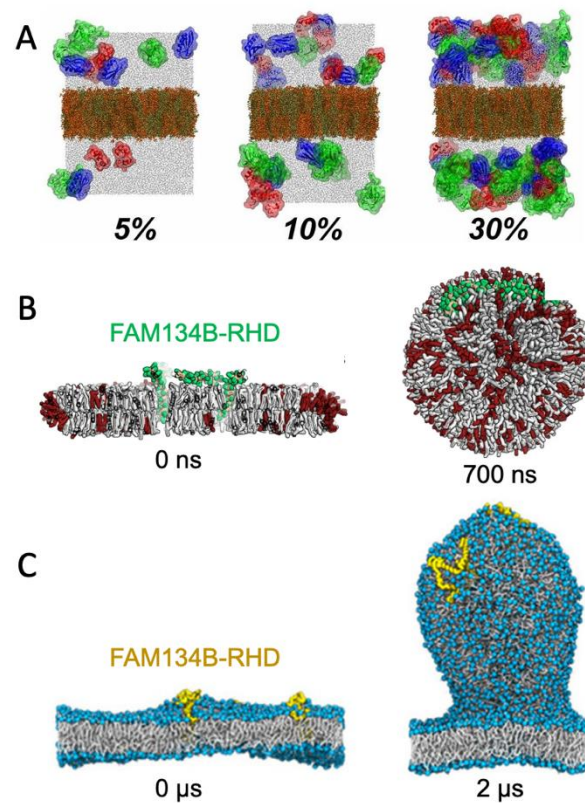 A
5% 10% 30%
B
FAM134B-RHD
0 ns
700 ns
C
FAM134B-RHD
0 µs
2 µs